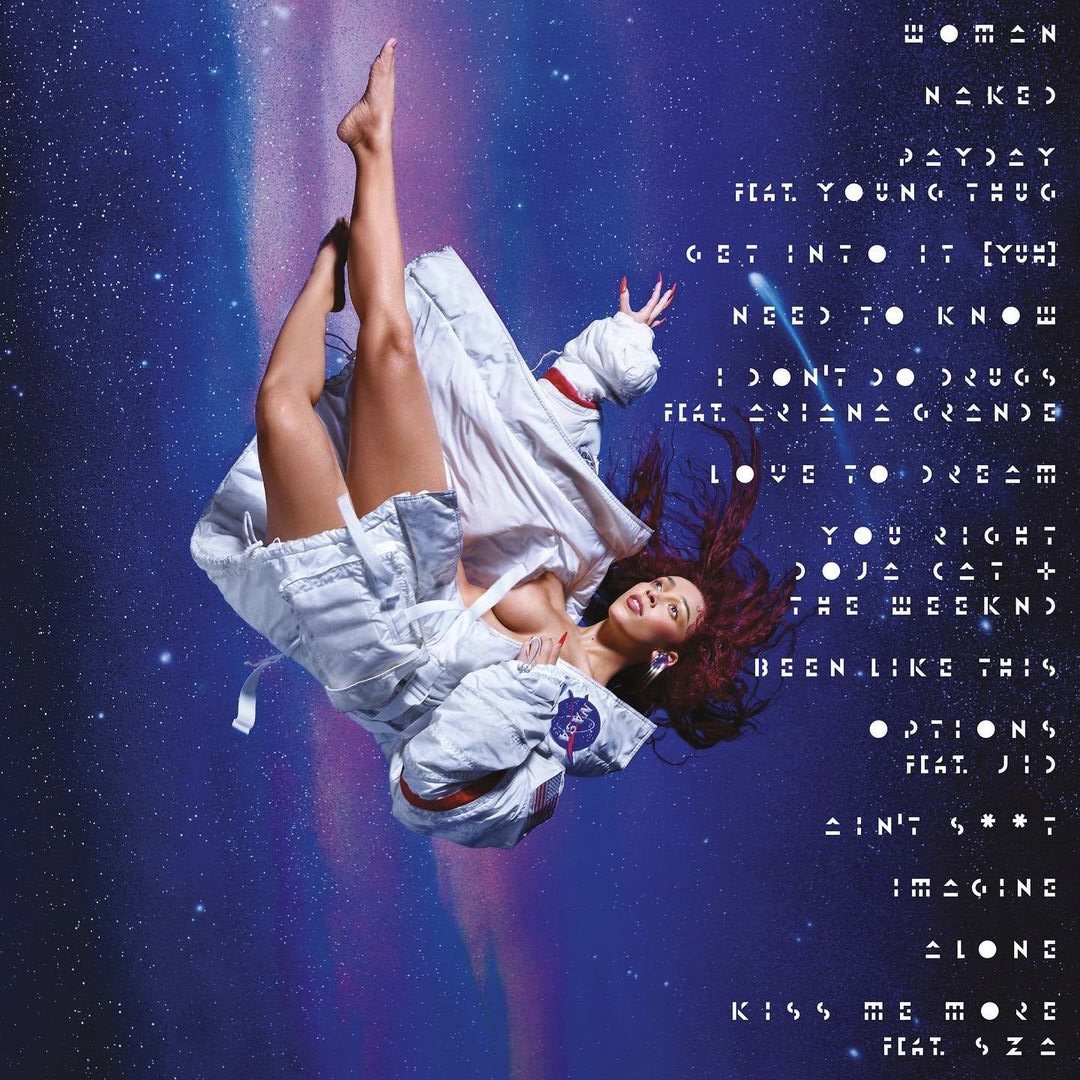 WOMAN
NAKED
PAYDAY
FEAT. YOUNG THUG
GET INTO IT [YUH]
NEED TO KNOW
I DON'T DO DRUGS
FEAT. ARIANA GRANDE
LOVE TO DREAM
YOU RIGHT
DOJA CAT +
THE WEEKND
BEEN LIKE THIS
OPTIONS
FEAT. JID
AIN'T S**T
IMAGINE
ALONE
KISS ME MORE
FEAT. SZA
NASA